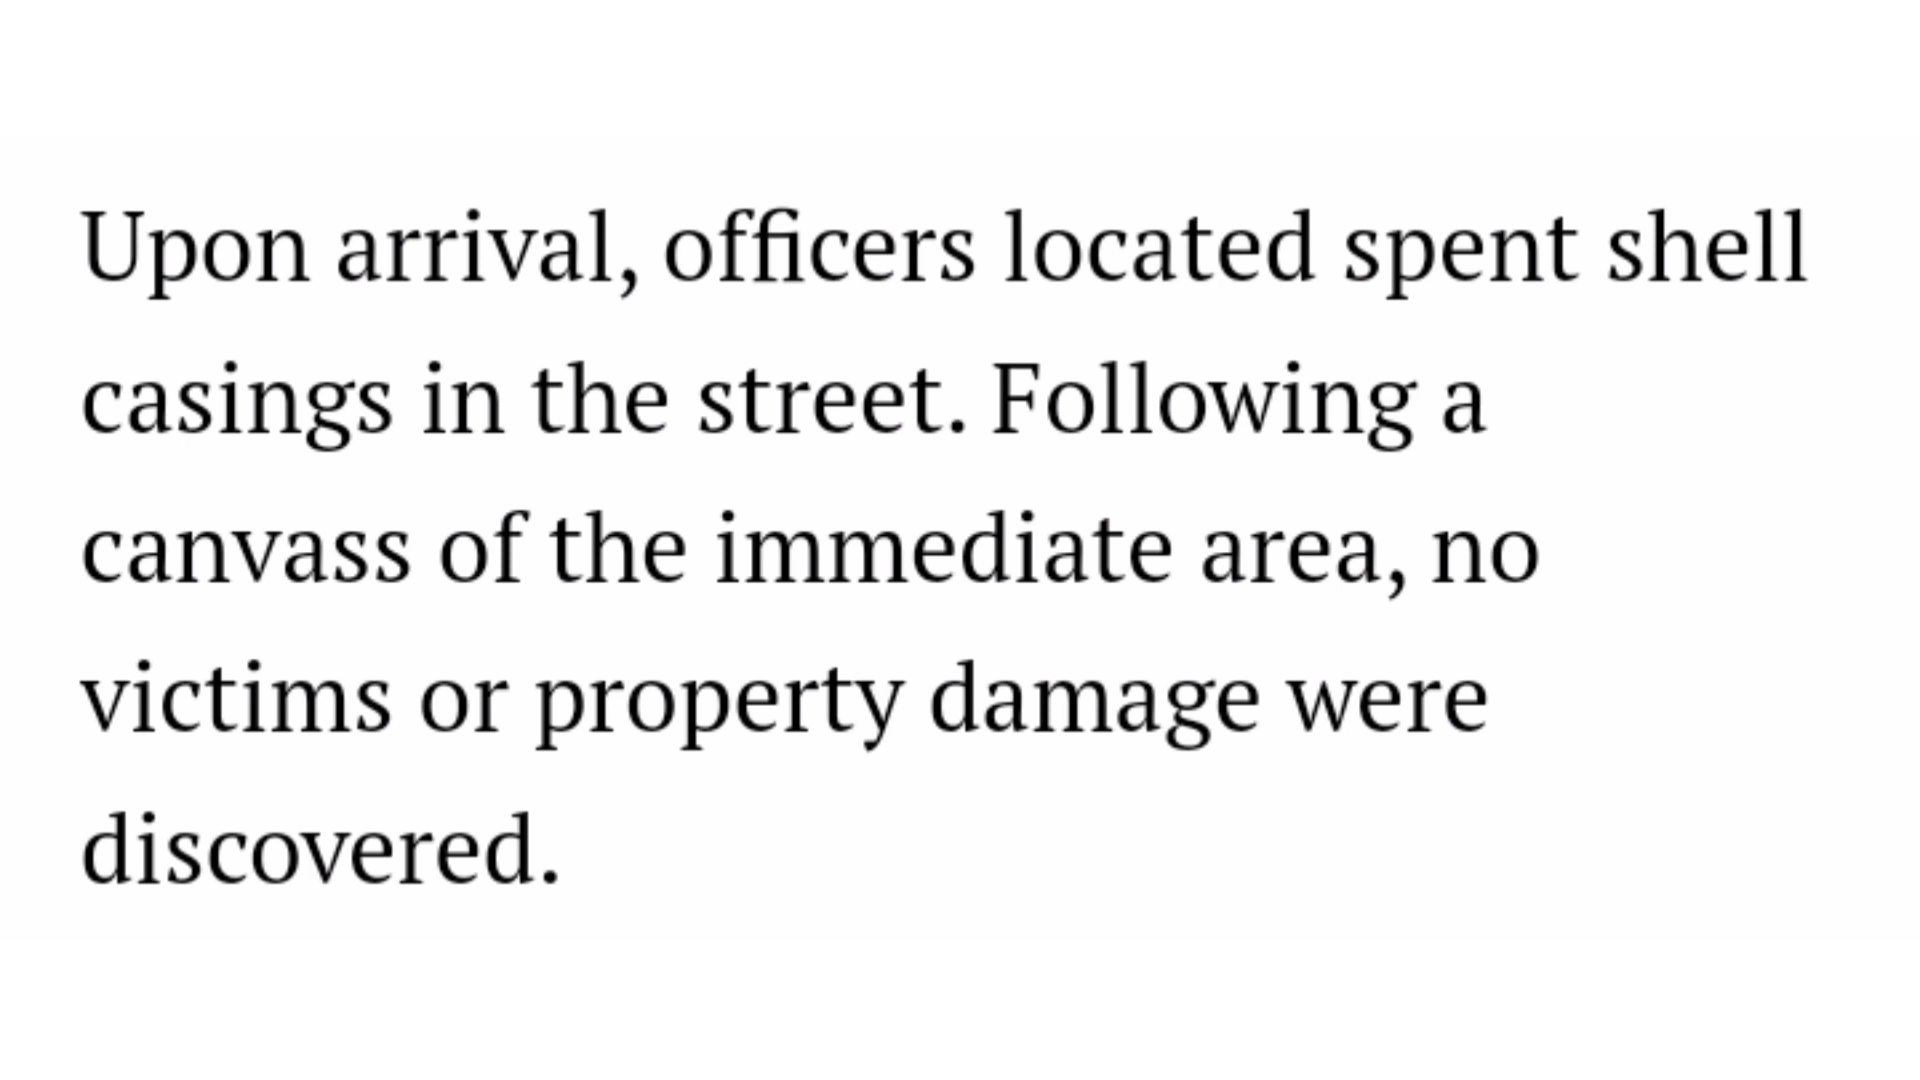 Upon arrival, officers located spent shell
casings in the street. Following a
canvass of the immediate area, no
victims or property damage were
discovered.